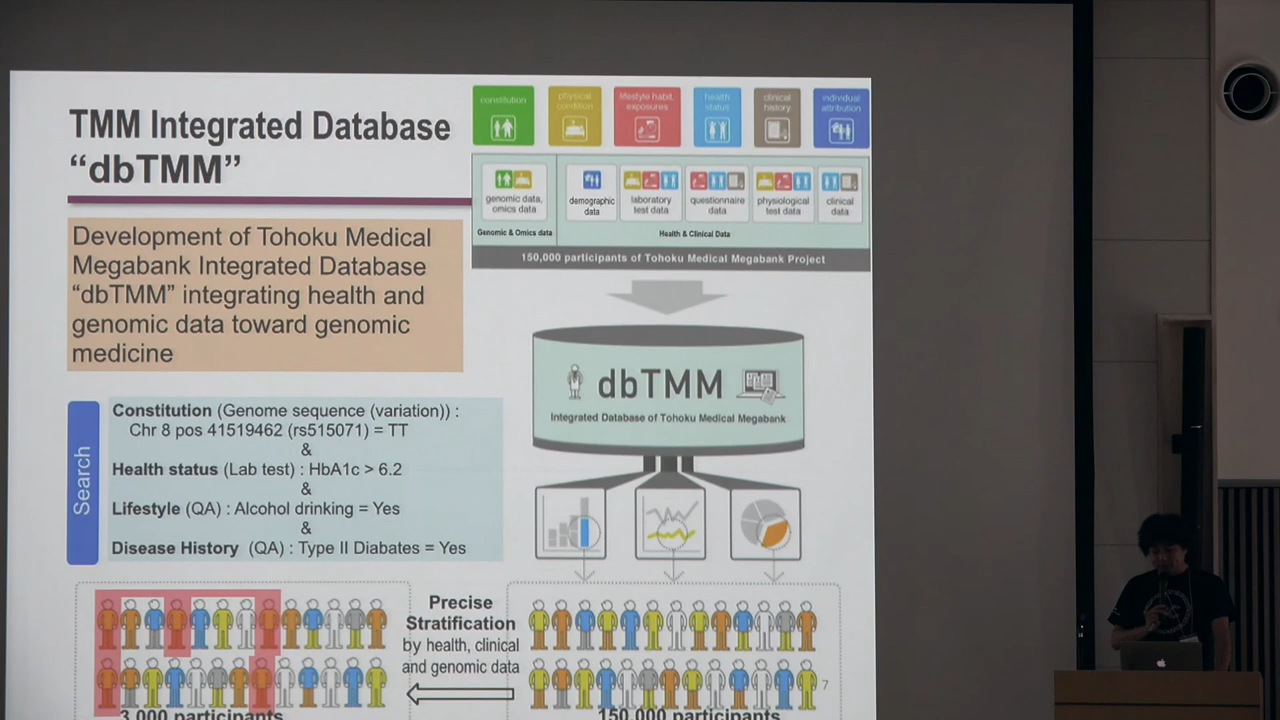 TMM Integrated Database
“dbTMM”
Development of Tohoku Medical
Megabank Integrated Database
“dbTMM” integrating health and
genomic data toward genomic
medicine
Search
Constitution (Genome sequence (variation)) :
Chr 8 pos 41519462 (rs515071) = TT
&
Health status (Lab test) : HbA1c > 6.2
&
Lifestyle (QA) : Alcohol drinking = Yes
&
Disease History (QA) : Type II Diabates = Yes
constitution
physical
condition
lifestyle habit,
exposures
health
status
clinical
history
individual
attribution
genomic data,
omics data
demographic
data
laboratory
test data
questionnaire
data
physiological
test data
clinical
data
Genomic & Omics data
Health & Clinical Data
150,000 participants of Tohoku Medical Megabank Project
dbTMM
Integrated Database of Tohoku Medical Megabank
Precise
Stratification
by health, clinical
and genomic data
3,000 participants
150,000 participants
7